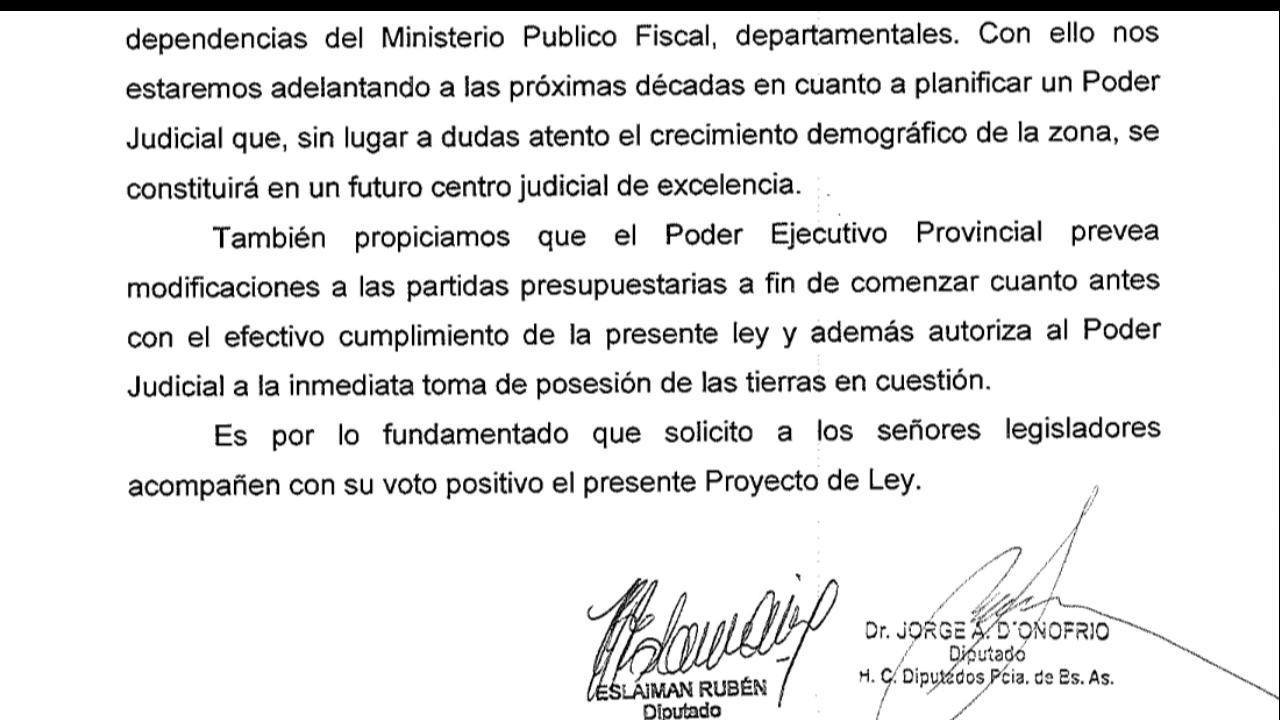 dependencias del Ministerio Publico Fiscal, departamentales. Con ello nos
estaremos adelantando a las próximas décadas en cuanto a planificar un Poder
Judicial que, sin lugar a dudas atento el crecimiento demográfico de la zona, se
constituirá en un futuro centro judicial de excelencia.
También propiciamos que el Poder Ejecutivo Provincial prevea
modificaciones a las partidas presupuestarias a fin de comenzar cuanto antes
con el efectivo cumplimiento de la presente ley y además autoriza al Poder
Judicial a la inmediata toma de posesión de las tierras en cuestión.
Es por lo fundamentado que solicito a los señores legisladores
acompañen con su voto positivo el presente Proyecto de Ley.
ESLAIMAN RUBÉN
Diputado
Dr. JORGE A. D'ONOFRIO
Diputado
H. C. Diputados Pcia. de Bs. As.